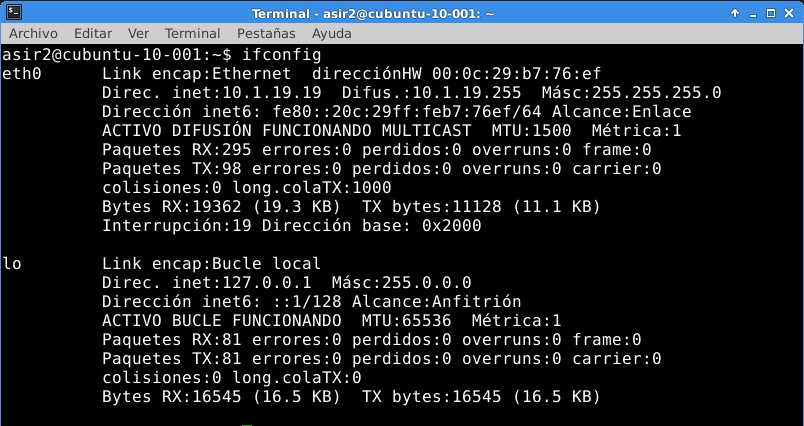 Terminal - asir2@cubuntu-10-001: ~
Archivo Editar Ver Terminal Pestañas Ayuda
asir2@cubuntu-10-001:~$ ifconfig
eth0 Link encap:Ethernet direcciónHW 00:0c:29:b7:76:ef
Direc. inet:10.1.19.19 Difus.:10.1.19.255 Másc:255.255.255.0
Dirección inet6: fe80::20c:29ff:feb7:76ef/64 Alcance:Enlace
ACTIVO DIFUSIÓN FUNCIONANDO MULTICAST MTU:1500 Métrica:1
Paquetes RX:295 errores:0 perdidos:0 overruns:0 frame:0
Paquetes TX:98 errores:0 perdidos:0 overruns:0 carrier:0
colisiones:0 long.colaTX:1000
Bytes RX:19362 (19.3 KB) TX bytes:11128 (11.1 KB)
Interrupción:19 Dirección base: 0x2000
lo Link encap:Bucle local
Direc. inet:127.0.0.1 Másc:255.0.0.0
Dirección inet6: ::1/128 Alcance:Anfitrión
ACTIVO BUCLE FUNCIONANDO MTU:65536 Métrica:1
Paquetes RX:81 errores:0 perdidos:0 overruns:0 frame:0
Paquetes TX:81 errores:0 perdidos:0 overruns:0 carrier:0
colisiones:0 long.colaTX:0
Bytes RX:16545 (16.5 KB) TX bytes:16545 (16.5 KB)